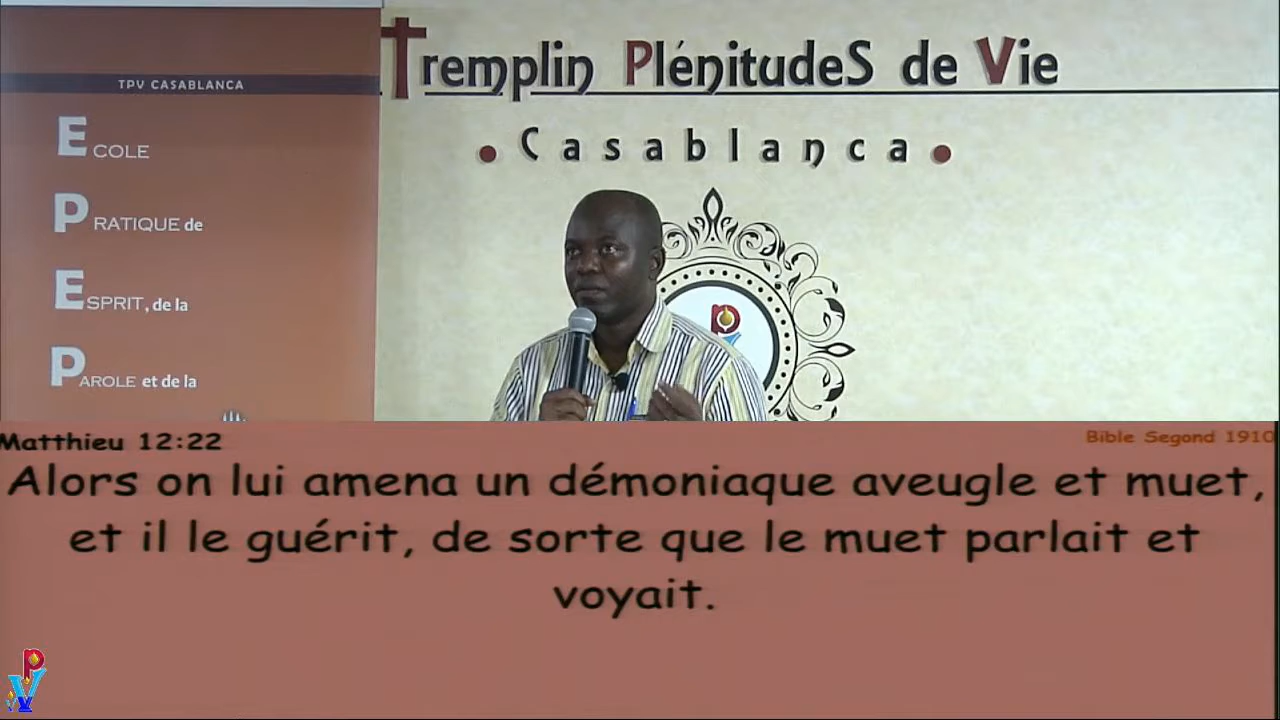 TPV CASABLANCA
ECOLE
PRATIQUE de
ESPRIT, de la
PAROLE et de la
Tremplin PlénitudeS de Vie
• Casablanca •
Matthieu 12:22
Bible Segond 1910
Alors on lui amena un démoniaque aveugle et muet,
et il le guérit, de sorte que le muet parlait et
voyait.